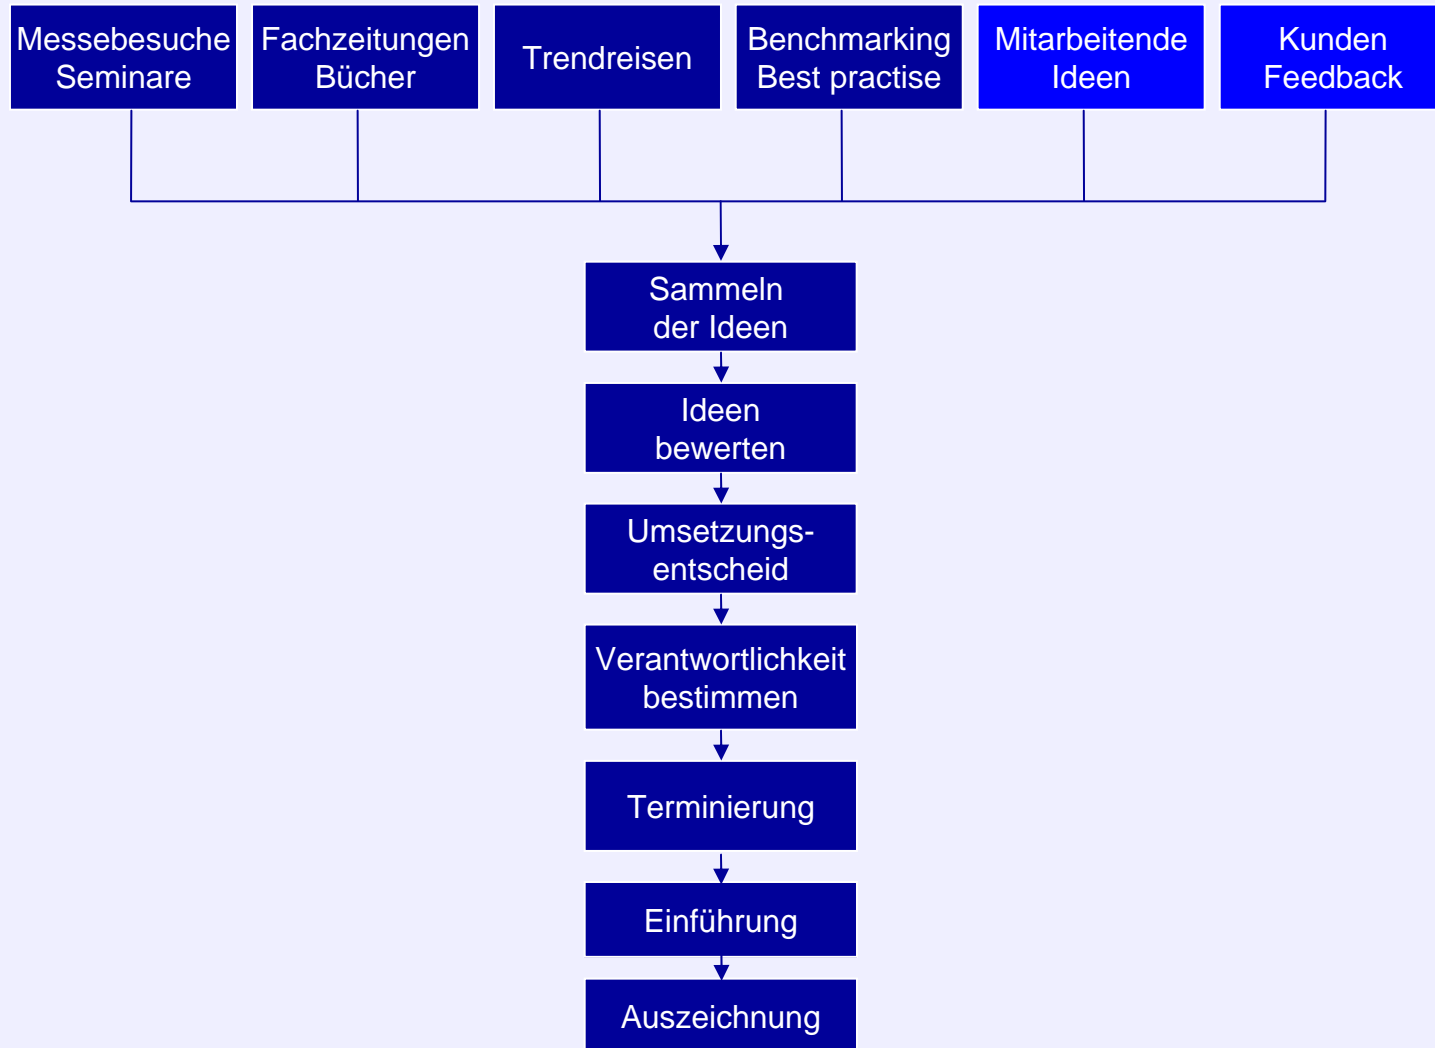 Messebesuche
Seminare
Fachzeitungen
Bücher
Trendreisen
Benchmarking
Best practise
Mitarbeitende
Ideen
Kunden
Feedback
Sammeln
der Ideen
Ideen
bewerten
Umsetzungs-
entscheid
Verantwortlichkeit
bestimmen
Terminierung
Einführung
Auszeichnung